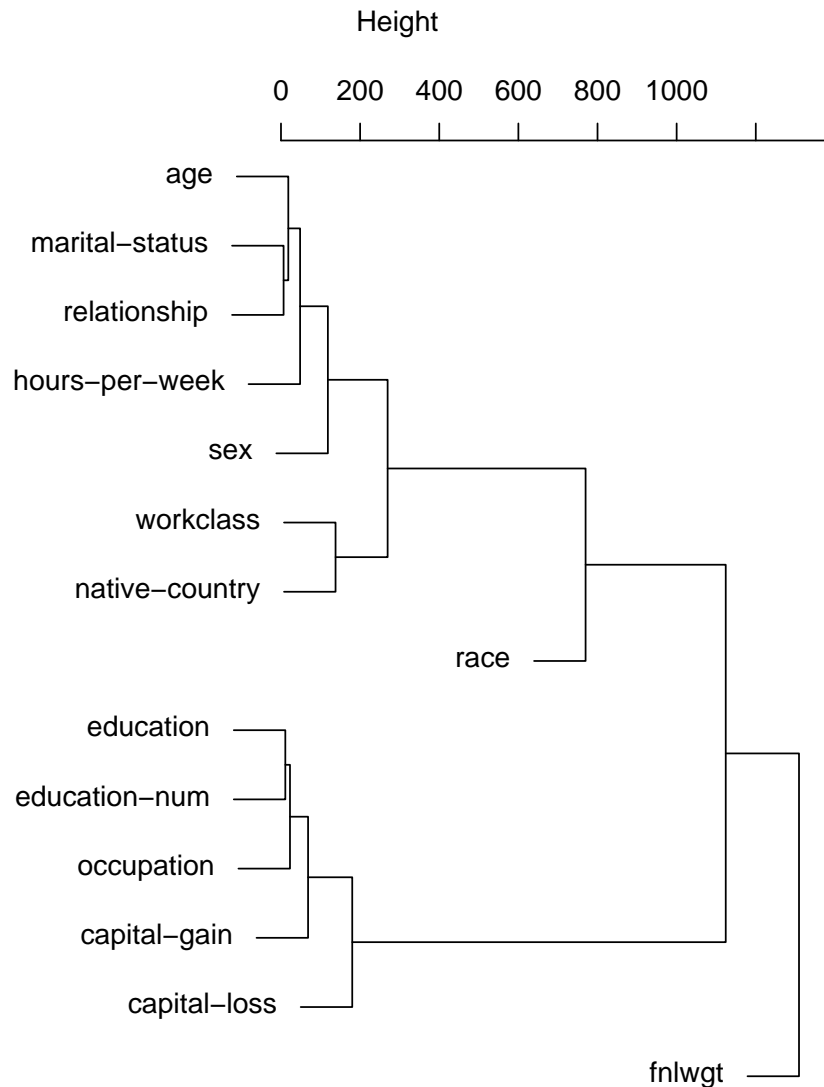 Height
0 200 400 600 800 1000
age
marital−status
relationship
hours−per−week
sex
workclass
native−country
race
education
education−num
occupation
capital−gain
capital−loss
fnlwgt